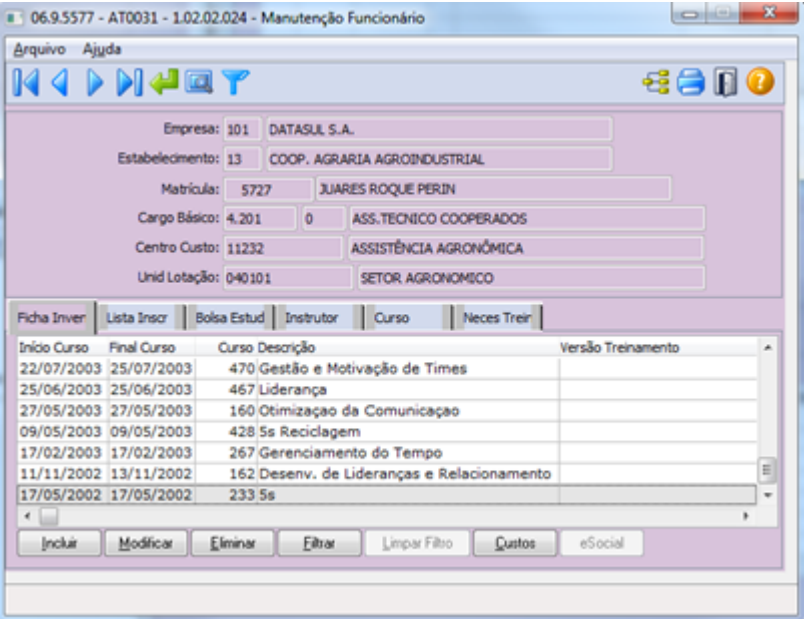 06.9.5577 - AT0031 - 1.02.02.024 - Manutenção Funcionário
Arquivo Ajuda
Empresa: 101 DATASUL S.A.
Estabelecimento: 13 COOP. AGRARIA AGROINDUSTRIAL
Matrícula: 5727 JUARES ROQUE PERIN
Cargo Básico: 4.201 0 ASS.TECNICO COOPERADOS
Centro Custo: 11232 ASSISTÊNCIA AGRONÔMICA
Unid Lotação: 040101 SETOR AGRONOMICO
Ficha Inver Lista Inscr Bolsa Estud Instrutor Curso Neces Treir
Início Curso Final Curso Curso Descrição Versão Treinamento
22/07/2003 25/07/2003 470 Gestão e Motivação de Times
25/06/2003 25/06/2003 467 Liderança
27/05/2003 27/05/2003 160 Otimizaçao da Comunicaçao
09/05/2003 09/05/2003 428 5s Reciclagem
17/02/2003 17/02/2003 267 Gerenciamento do Tempo
11/11/2002 13/11/2002 162 Desenv. de Lideranças e Relacionamento
17/05/2002 17/05/2002 233 5s
Incluir Modificar Eliminar Filtrar Limpar Filtro Custos eSocial